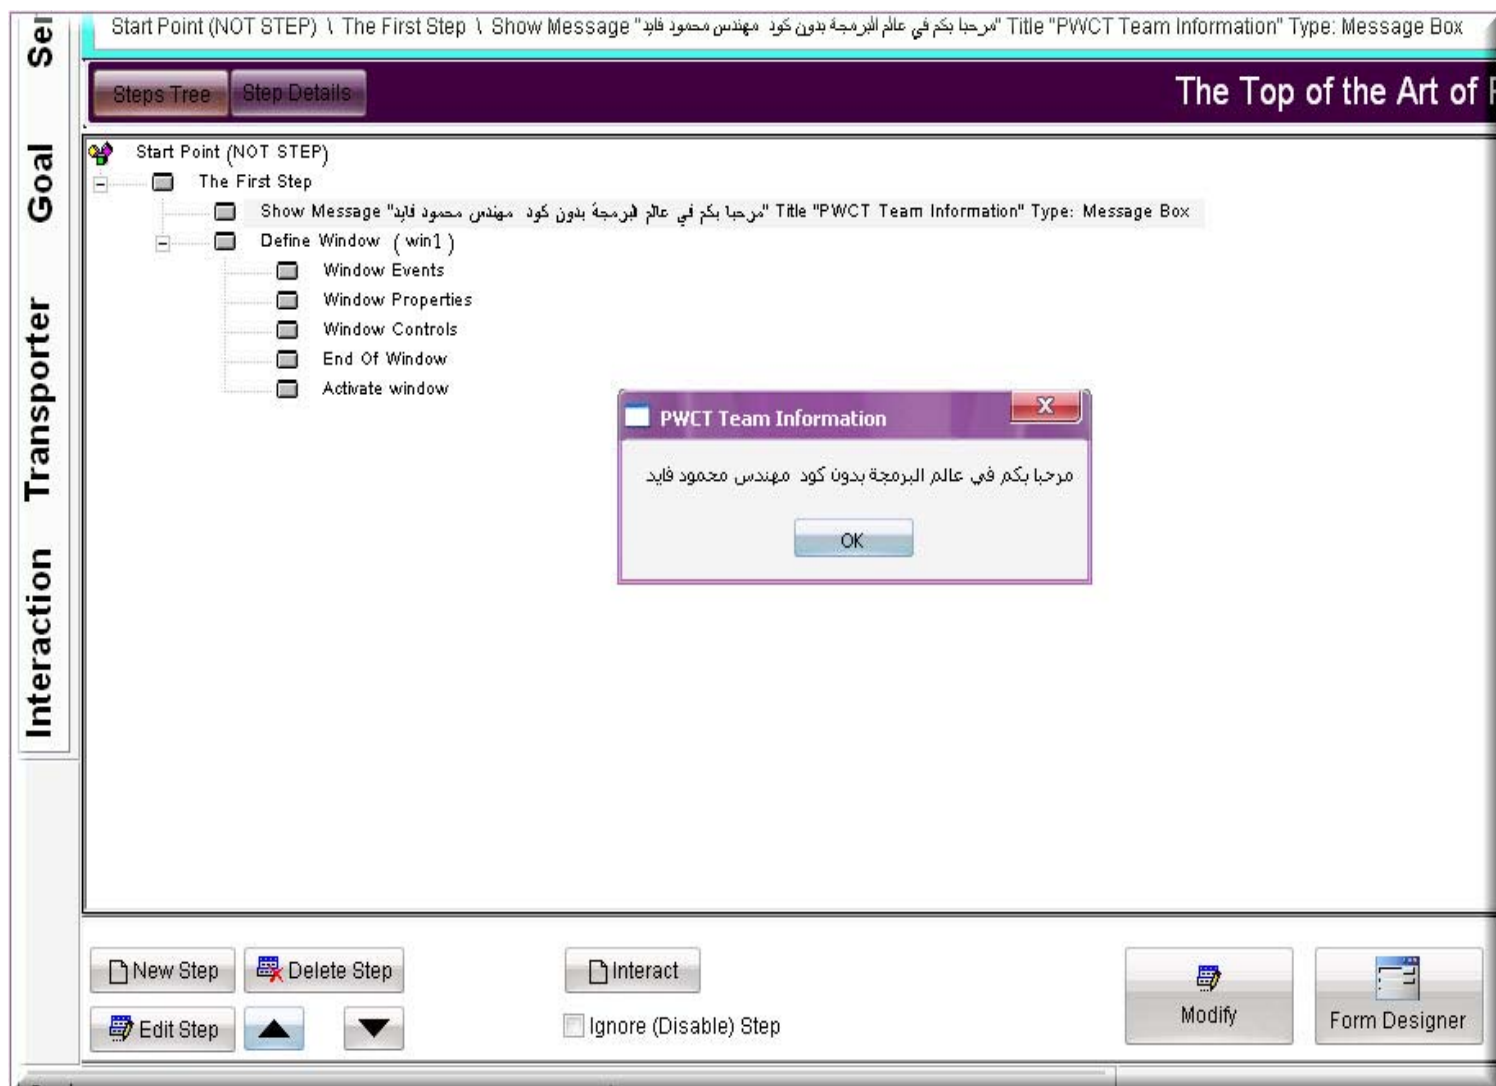 Start Point (NOT STEP) \ The First Step \ Show Message "مرحبا بكم في عالم البرمجة بدون كود  مهندس محمود فايد" Title "PWCT Team Information" Type: Message Box
Steps Tree
Step Details
The Top of the Art of
Start Point (NOT STEP)
The First Step
Show Message "مرحبا بكم في عالم البرمجة بدون كود  مهندس محمود فايد" Title "PWCT Team Information" Type: Message Box
Define Window ( win1 )
Window Events
Window Properties
Window Controls
End Of Window
Activate window
PWCT Team Information
مرحبا بكم في عالم البرمجة بدون كود  مهندس محمود فايد
OK
Goal
Transporter
Interaction
New Step
Delete Step
Interact
Edit Step
Ignore (Disable) Step
Modify
Form Designer